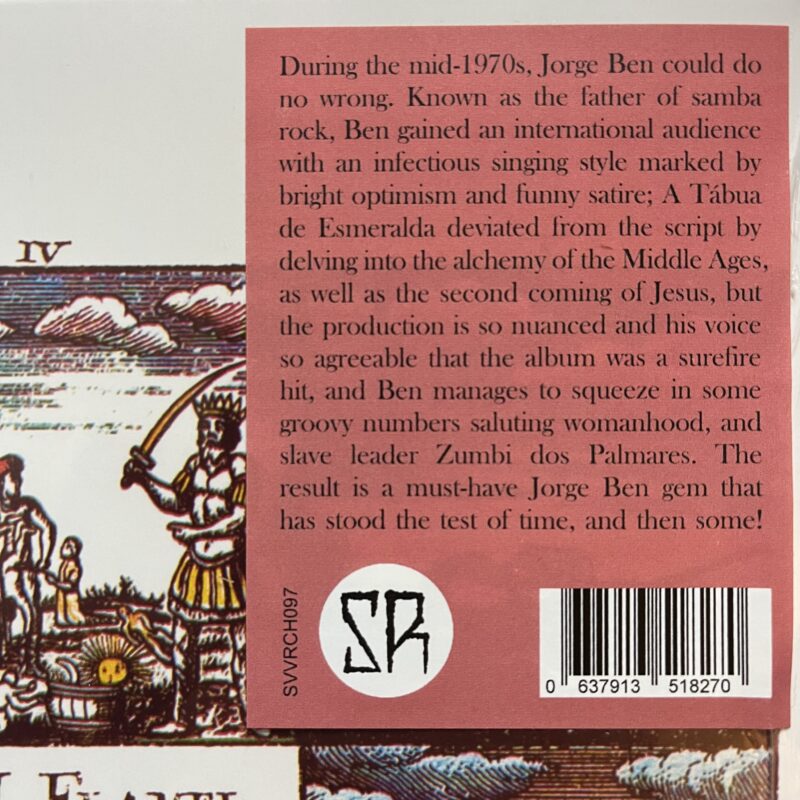 During the mid-1970s, Jorge Ben could do
no wrong. Known as the father of samba
rock, Ben gained an international audience
with an infectious singing style marked by
bright optimism and funny satire; A Tábua
de Esmeralda deviated from the script by
delving into the alchemy of the Middle Ages,
as well as the second coming of Jesus, but
the production is so nuanced and his voice
so agreeable that the album was a surefire
hit, and Ben manages to squeeze in some
groovy numbers saluting womanhood, and
slave leader Zumbi dos Palmares. The
result is a must-have Jorge Ben gem that
has stood the test of time, and then some!
IV
SVVRCH097
SR
0 637913 518270